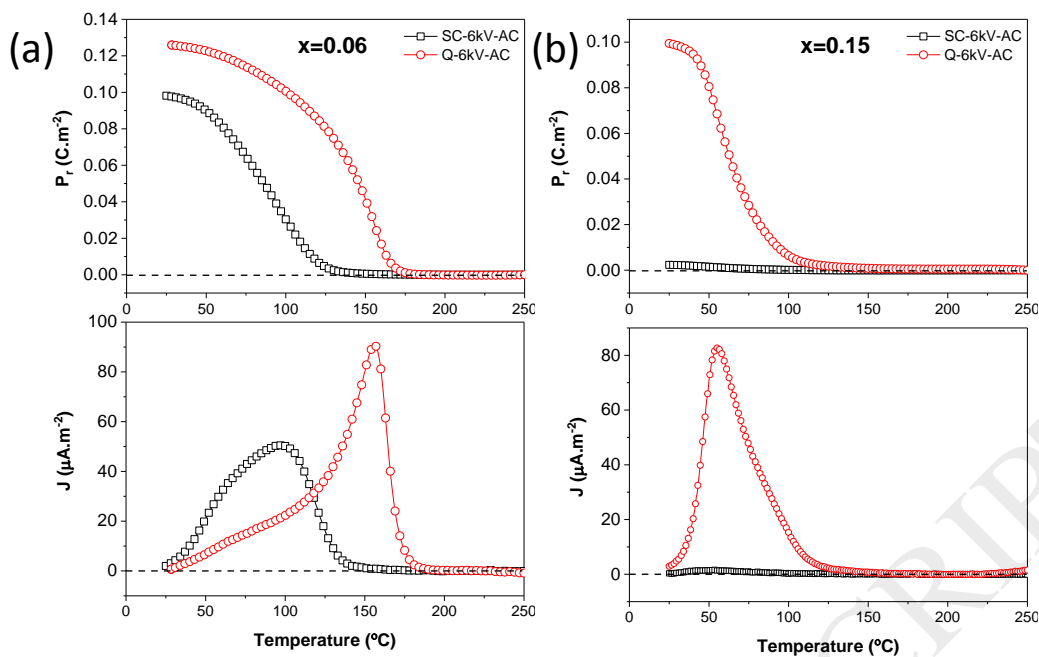 (a)
x=0.06
SC-6kV-AC
Q-6kV-AC
0.14
0.12
0.10
0.08
0.06
0.04
0.02
0.00
Pr (C.m-2)
0 50 100 150 200 250
100
80
60
40
20
0
J (μA.m-2)
0 50 100 150 200 250
Temperature (ºC)
(b)
x=0.15
SC-6kV-AC
Q-6kV-AC
0.10
0.08
0.06
0.04
0.02
0.00
Pr (C.m-2)
0 50 100 150 200 250
80
60
40
20
0
J (μA.m-2)
0 50 100 150 200 250
Temperature (ºC)
CRIP